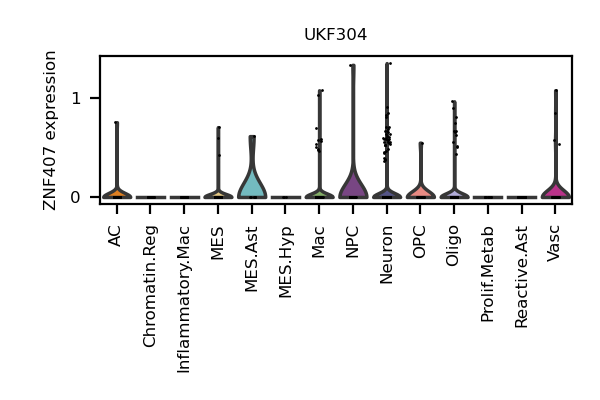 UKF304
ZNF407 expression
1
0
AC
Chromatin.Reg
Inflammatory.Mac
MES
MES.Ast
MES.Hyp
Mac
NPC
Neuron
OPC
Oligo
Prolif.Metab
Reactive.Ast
Vasc